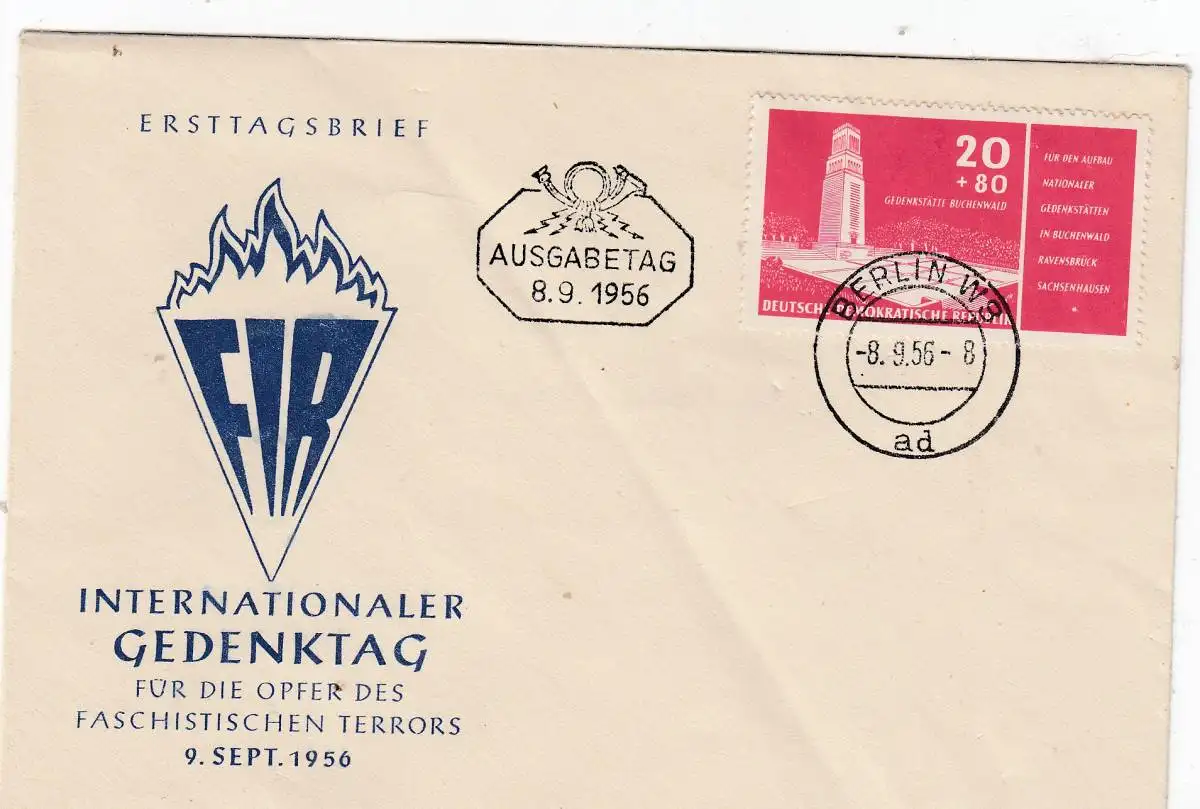 ERSTTAGSBRIEF
FIR
INTERNATIONALER
GEDENKTAG
FÜR DIE OPFER DES
FASCHISTISCHEN TERRORS
9. SEPT. 1956
AUSGABETAG
8.9.1956
20
+ 80
GEDENKSTÄTTE BUCHENWALD
DEUTSCHE DEMOKRATISCHE REPUBLIK
FÜR DEN AUFBAU
NATIONALER
GEDENKSTÄTTEN
IN BUCHENWALD
RAVENSBRÜCK
SACHSENHAUSEN
BERLIN W8
-8. 9.56 - 8
ad